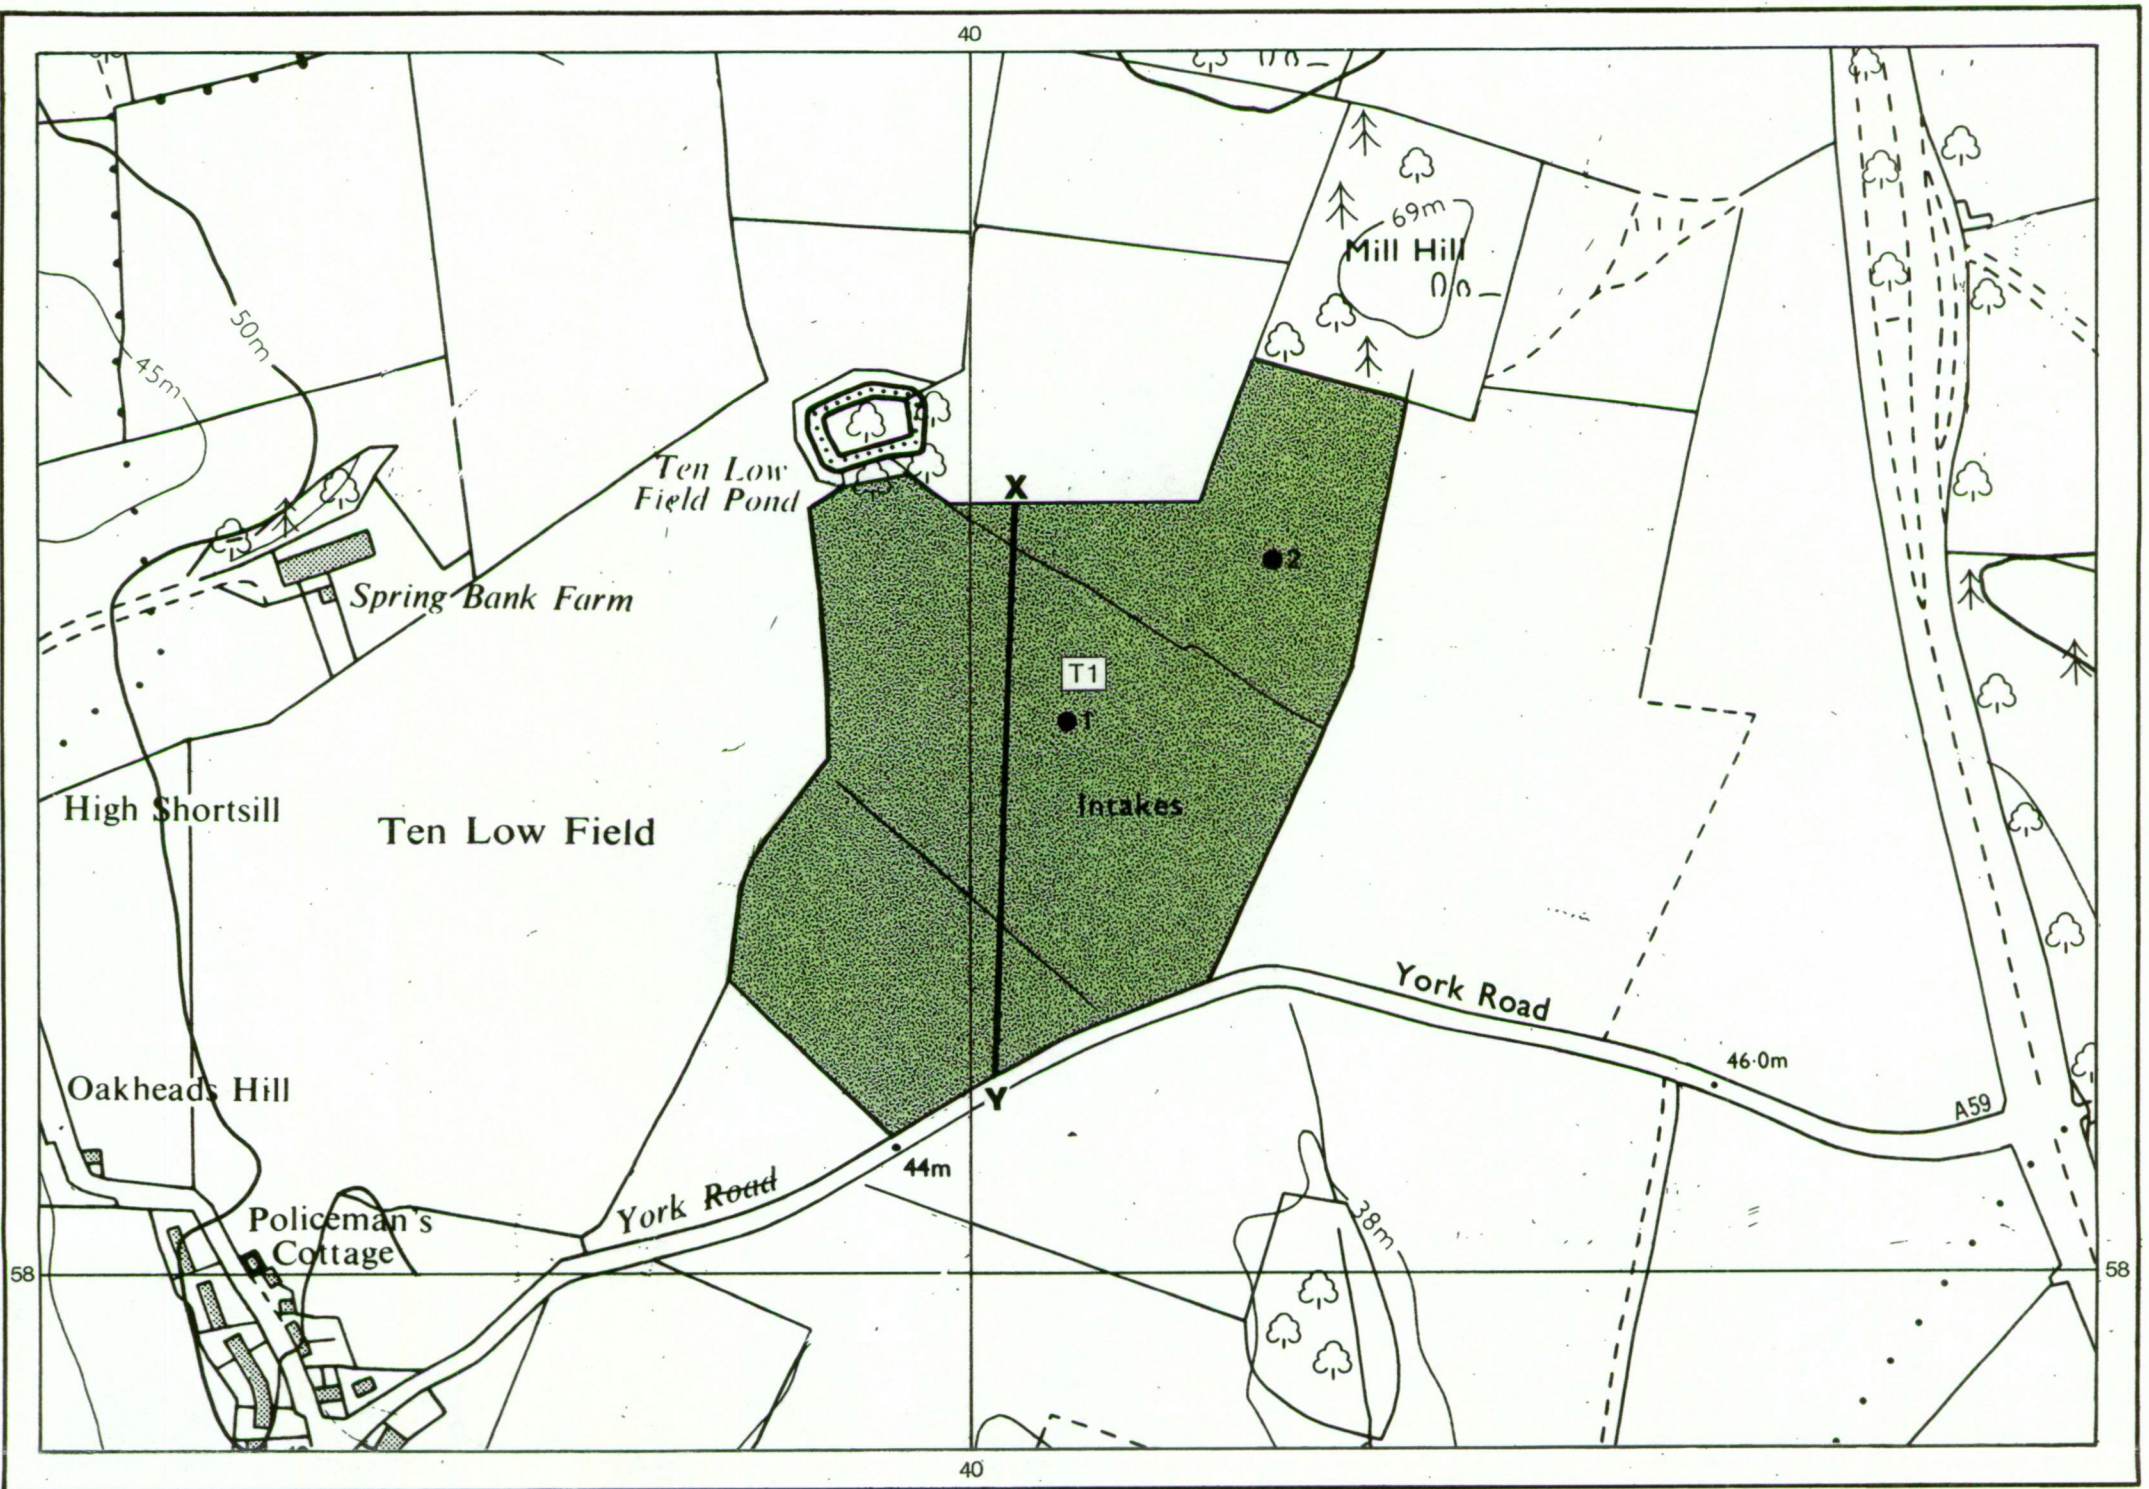 40
69m
Mill Hill
50m
45m
Ten Low
Field Pond
X
2
Spring Bank Farm
T1
1
Intakes
High Shortsill
Ten Low Field
York Road
46·0m
A59
Oakheads Hill
Y
44m
York Road
38m
Policeman's
Cottage
58
58
40